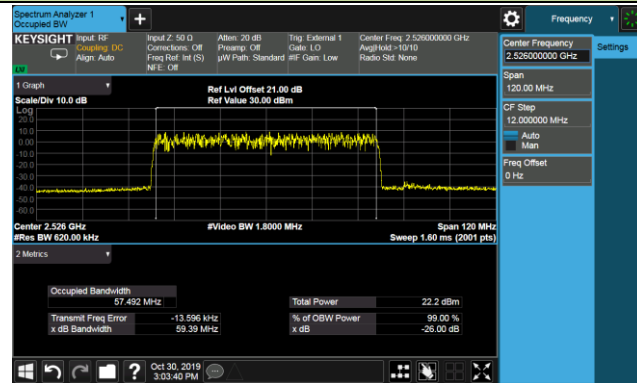 Spectrum Analyzer 1
Occupied BW
Frequency
KEYSIGHT
Input: RF
Coupling: DC
Align: Auto
Input Z: 50 Ω
Corrections: Off
Freq Ref: Int (S)
NFE: Off
Atten: 20 dB
Preamp: Off
µW Path: Standard
Trig: External 1
Gate: LO
#IF Gain: Low
Center Freq: 2.526000000 GHz
Avg|Hold:>10/10
Radio Std: None
Center Frequency
2.526000000 GHz
Settings
Span
120.00 MHz
CF Step
12.000000 MHz
Auto
Man
Freq Offset
0 Hz
1 Graph
Scale/Div 10.0 dB
Ref Lvl Offset 21.00 dB
Ref Value 30.00 dBm
Log
20.0
10.0
0.00
-10.0
-20.0
-30.0
-40.0
-50.0
-60.0
Center 2.526 GHz
#Video BW 1.8000 MHz
Span 120 MHz
#Res BW 620.00 kHz
Sweep 1.60 ms (2001 pts)
2 Metrics
Occupied Bandwidth
57.492 MHz
Total Power
22.2 dBm
Transmit Freq Error
-13.596 kHz
% of OBW Power
99.00 %
x dB Bandwidth
59.39 MHz
x dB
-26.00 dB
?
Oct 30, 2019
3:03:40 PM